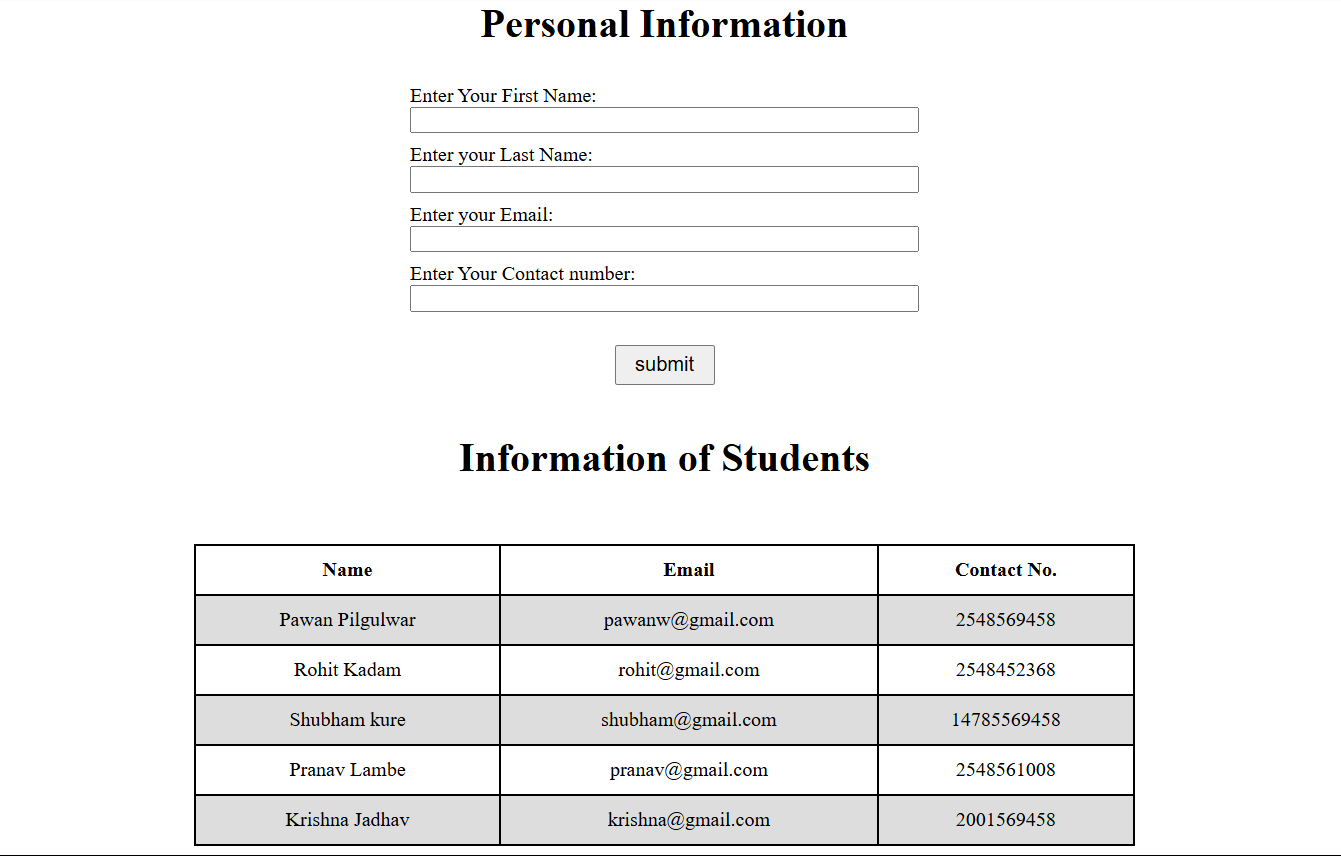 Personal Information
Enter Your First Name:
Enter your Last Name:
Enter your Email:
Enter Your Contact number:
submit
Information of Students
Name Email Contact No.
Pawan Pilgulwar pawanw@gmail.com 2548569458
Rohit Kadam rohit@gmail.com 2548452368
Shubham kure shubham@gmail.com 14785569458
Pranav Lambe pranav@gmail.com 2548561008
Krishna Jadhav krishna@gmail.com 2001569458